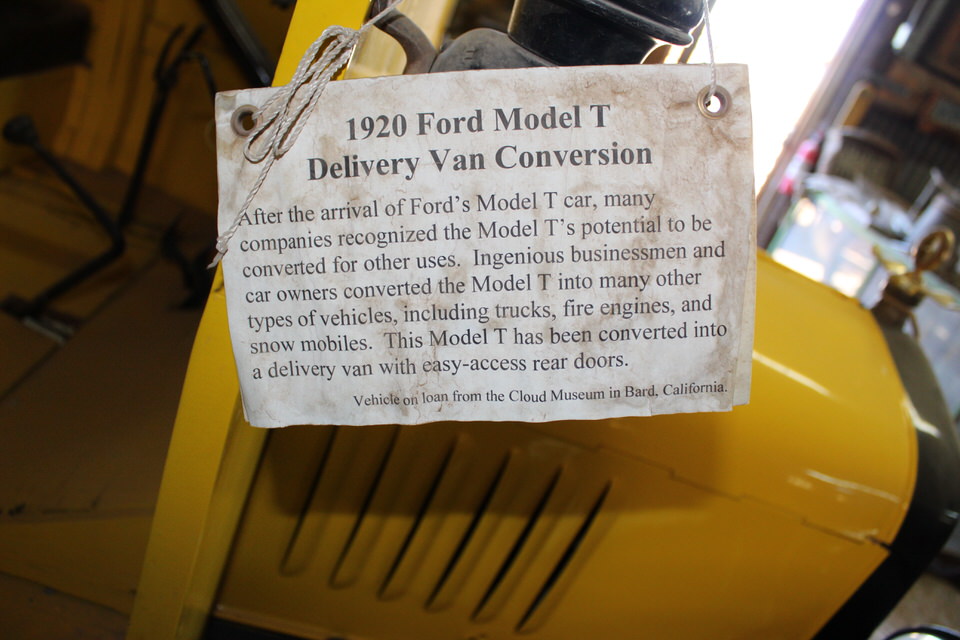 1920 Ford Model T
Delivery Van Conversion
After the arrival of Ford's Model T car, many
companies recognized the Model T's potential to be
converted for other uses. Ingenious businessmen and
car owners converted the Model T into many other
types of vehicles, including trucks, fire engines, and
snow mobiles. This Model T has been converted into
a delivery van with easy-access rear doors.
Vehicle on loan from the Cloud Museum in Bard, California.